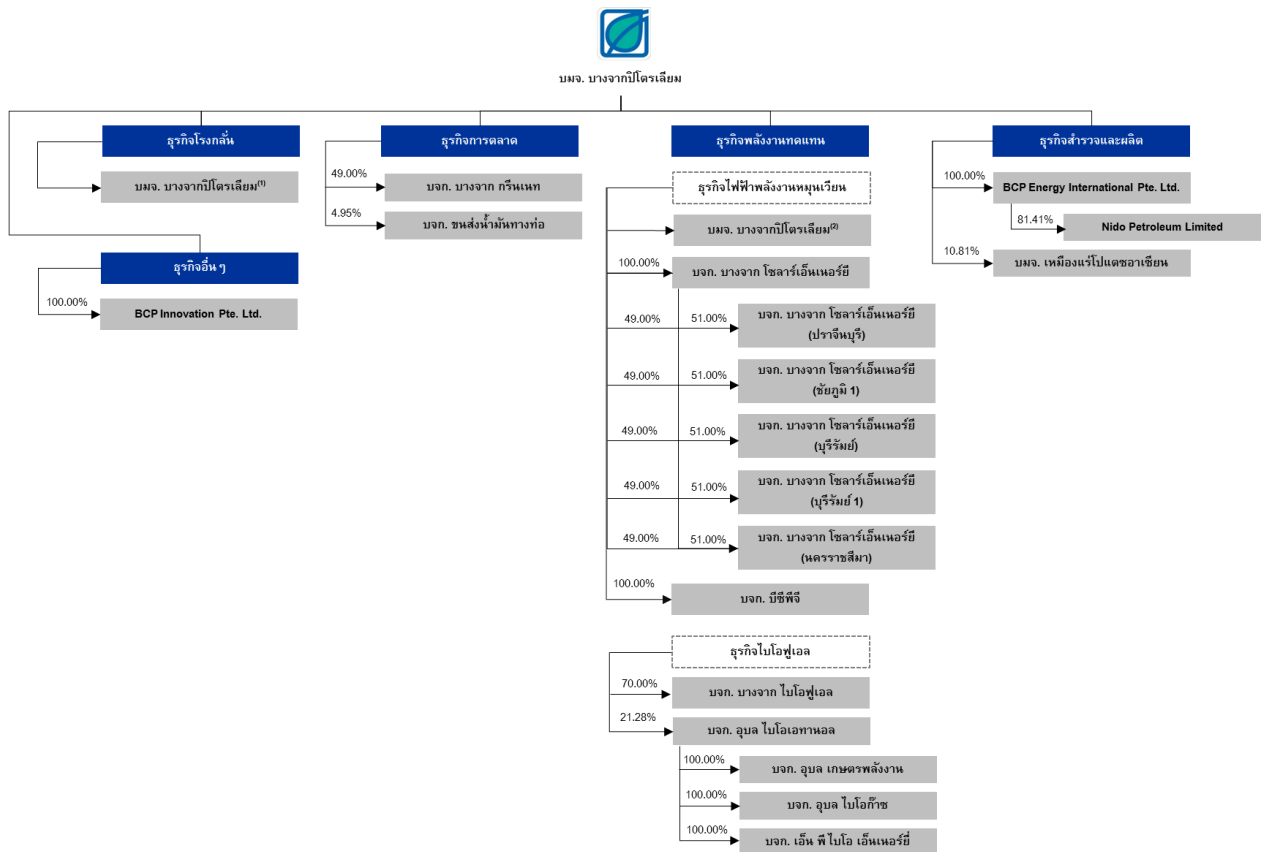 บมจ. บางจากปิโตรเลียม
ธุรกิจโรงกลั่น
บมจ. บางจากปิโตรเลียม(1)
ธุรกิจอื่น ๆ
100.00%
BCP Innovation Pte. Ltd.
ธุรกิจการตลาด
49.00%
บจก. บางจาก กรีนเนท
4.95%
บจก. ขนส่งน้ำมันทางท่อ
ธุรกิจพลังงานทดแทน
ธุรกิจไฟฟ้าพลังงานหมุนเวียน
บมจ. บางจากปิโตรเลียม(2)
100.00%
บจก. บางจาก โซลาร์เอ็นเนอร์ยี
49.00%
51.00%
บจก. บางจาก โซลาร์เอ็นเนอร์ยี
(ปราจีนบุรี)
49.00%
51.00%
บจก. บางจาก โซลาร์เอ็นเนอร์ยี
(ชัยภูมิ 1)
49.00%
51.00%
บจก. บางจาก โซลาร์เอ็นเนอร์ยี
(บุรีรัมย์)
49.00%
51.00%
บจก. บางจาก โซลาร์เอ็นเนอร์ยี
(บุรีรัมย์ 1)
49.00%
51.00%
บจก. บางจาก โซลาร์เอ็นเนอร์ยี
(นครราชสีมา)
100.00%
บจก. บีซีพีจี
ธุรกิจไบโอฟูเอล
70.00%
บจก. บางจาก ไบโอฟูเอล
21.28%
บจก. อุบล ไบโอเอทานอล
100.00%
บจก. อุบล เกษตรพลังงาน
100.00%
บจก. อุบล ไบโอก๊าซ
100.00%
บจก. เอ็น พี ไบโอ เอ็นเนอร์ยี่
ธุรกิจสำรวจและผลิต
100.00%
BCP Energy International Pte. Ltd.
81.41%
Nido Petroleum Limited
10.81%
บมจ. เหมืองแร่โปแตชอาเซียน